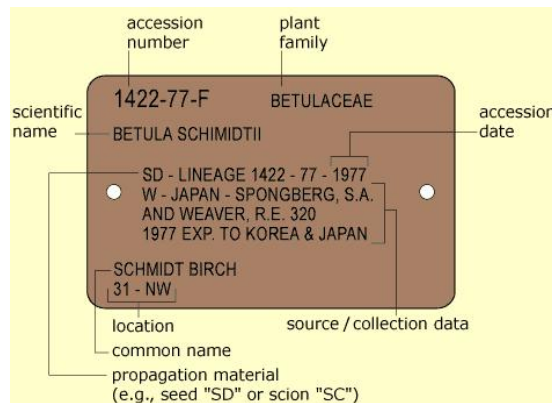 accession number
plant family
scientific name
accession date
1422-77-F
BETULACEAE
BETULA SCHIMIDTII
SD - LINEAGE 1422 - 77 - 1977
W - JAPAN - SPONGBERG, S.A.
AND WEAVER, R.E. 320
1977 EXP. TO KOREA & JAPAN
SCHMIDT BIRCH
31 - NW
location
source / collection data
common name
propagation material
(e.g., seed "SD" or scion "SC")